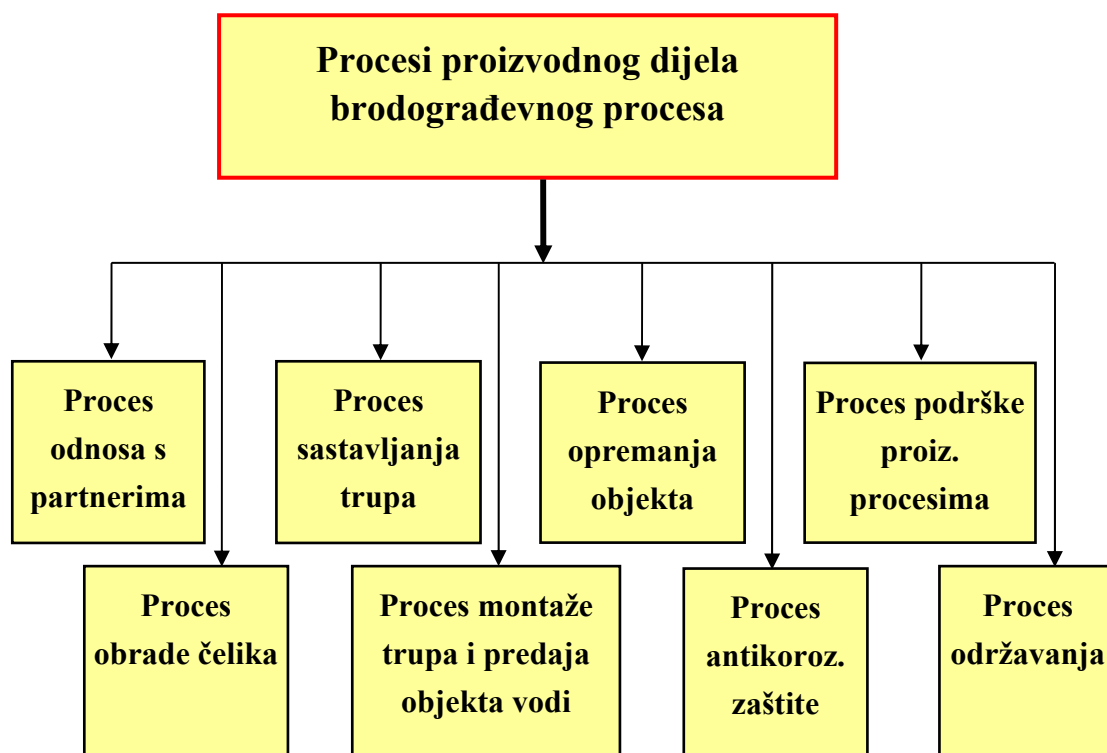 Procesi proizvodnog dijela
brodograđevnog procesa
Proces
odnosa s
partnerima
Proces
sastavljanja
trupa
Proces
opremanja
objekta
Proces podrške
proiz.
procesima
Proces
obrade čelika
Proces montaže
trupa i predaja
objekta vodi
Proces
antikoroz.
zaštite
Proces
održavanja